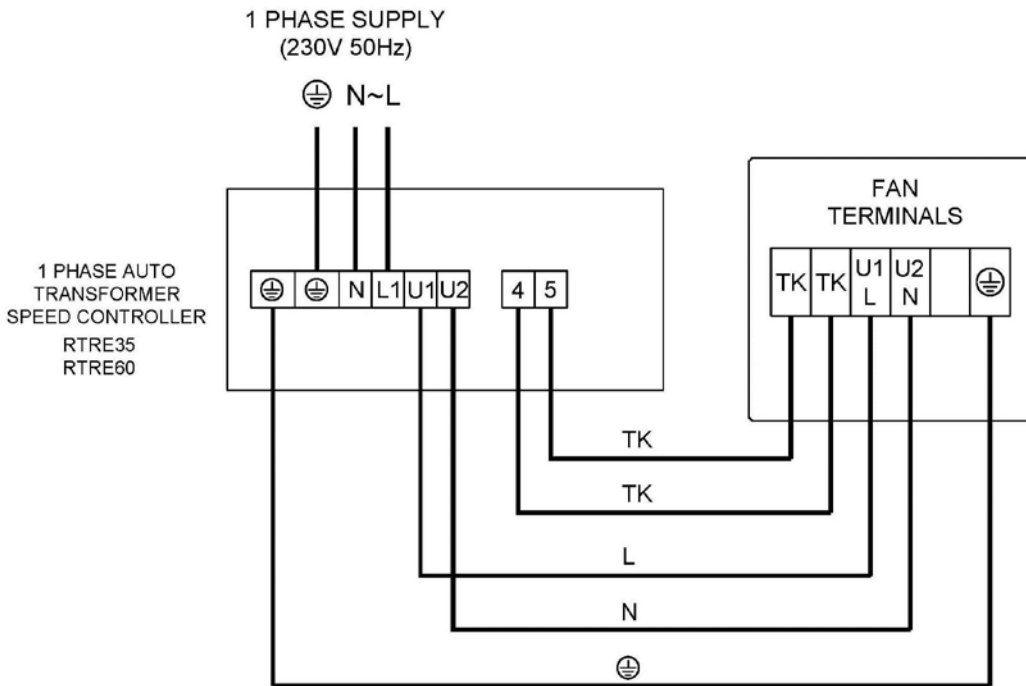 1 PHASE SUPPLY
(230V 50Hz)
N~L
1 PHASE AUTO
TRANSFORMER
SPEED CONTROLLER
RTRE35
RTRE60
N L1 U1 U2
4 5
FAN
TERMINALS
TK TK U1 U2
L N
TK
TK
L
N